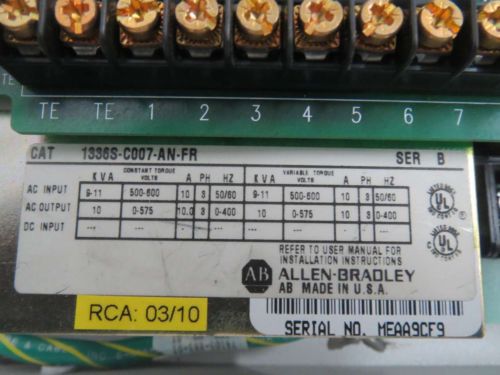 TE TE 1 2 3 4 5 6 7
CAT 1336S-C007-AN-FR SER B
CONSTANT TORQUE VARIABLE TORQUE
KVA VOLTS A PH HZ KVA VOLTS A PH HZ
AC INPUT 9-11 500-600 10 3 50/60 9-11 500-600 10 3 50/60
AC OUTPUT 10 0-575 10.0 3 0-400 10 0-575 10 3 0-400
DC INPUT --- --- -- --- --- --
UL
UL
REFER TO USER MANUAL FOR
INSTALLATION INSTRUCTIONS
AB ALLEN-BRADLEY
AB MADE IN U.S.A.
RCA: 03/10
SERIAL NO. MEAA9CF9